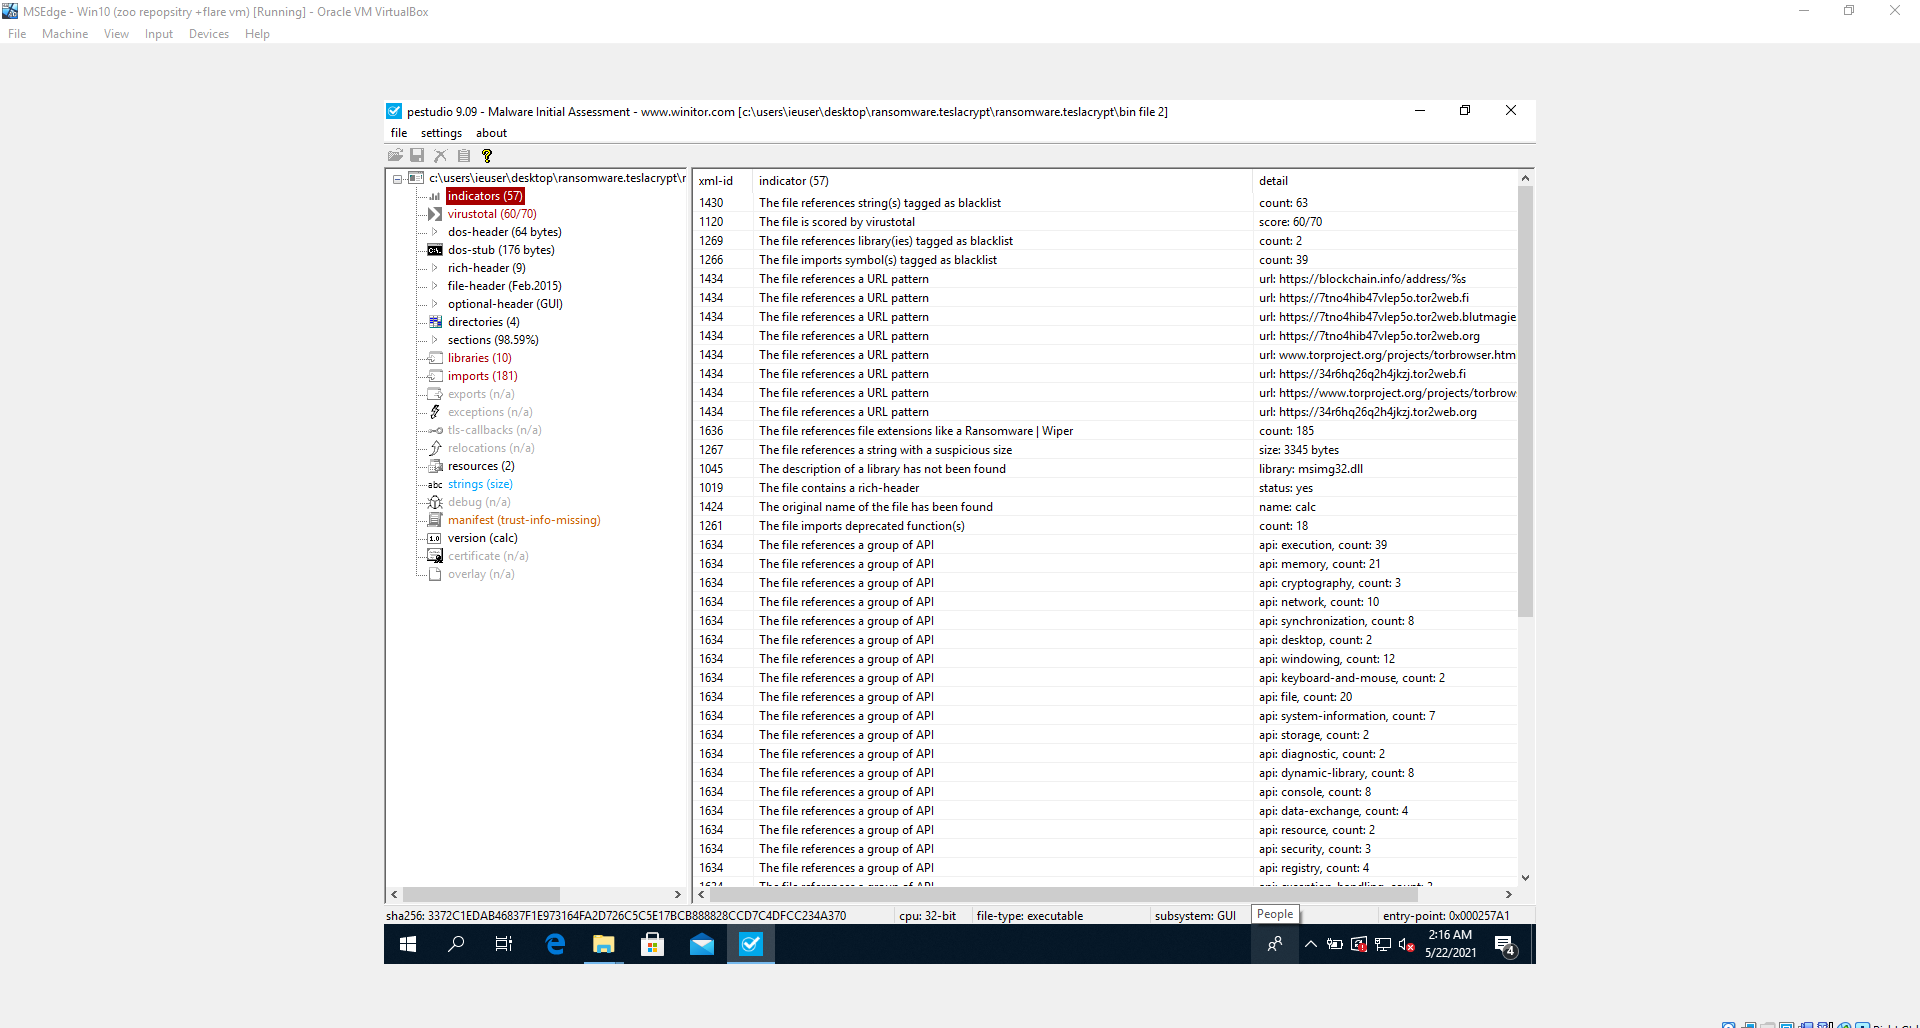 MSEdge - Win10 (zoo repopsitry +flare vm) [Running] - Oracle VM VirtualBox
File Machine View Input Devices Help
pestudio 9.09 - Malware Initial Assessment - www.winitor.com [c:\users\ieuser\desktop\ransomware.teslacrypt\ransomware.teslacrypt\bin file 2]
file settings about
c:\users\ieuser\desktop\ransomware.teslacrypt\r
indicators (57)
virustotal (60/70)
dos-header (64 bytes)
dos-stub (176 bytes)
rich-header (9)
file-header (Feb.2015)
optional-header (GUI)
directories (4)
sections (98.59%)
libraries (10)
imports (181)
exports (n/a)
exceptions (n/a)
tls-callbacks (n/a)
relocations (n/a)
resources (2)
abc strings (size)
debug (n/a)
manifest (trust-info-missing)
1.0 version (calc)
certificate (n/a)
overlay (n/a)
xml-id indicator (57) detail
1430 The file references string(s) tagged as blacklist count: 63
1120 The file is scored by virustotal score: 60/70
1269 The file references library(ies) tagged as blacklist count: 2
1266 The file imports symbol(s) tagged as blacklist count: 39
1434 The file references a URL pattern url: https://blockchain.info/address/%s
1434 The file references a URL pattern url: https://7tno4hib47vlep5o.tor2web.fi
1434 The file references a URL pattern url: https://7tno4hib47vlep5o.tor2web.blutmagie
1434 The file references a URL pattern url: https://7tno4hib47vlep5o.tor2web.org
1434 The file references a URL pattern url: www.torproject.org/projects/torbrowser.htm
1434 The file references a URL pattern url: https://34r6hq26q2h4jkzj.tor2web.fi
1434 The file references a URL pattern url: https://www.torproject.org/projects/torbrow
1434 The file references a URL pattern url: https://34r6hq26q2h4jkzj.tor2web.org
1636 The file references file extensions like a Ransomware | Wiper count: 185
1267 The file references a string with a suspicious size size: 3345 bytes
1045 The description of a library has not been found library: msimg32.dll
1019 The file contains a rich-header status: yes
1424 The original name of the file has been found name: calc
1261 The file imports deprecated function(s) count: 18
1634 The file references a group of API api: execution, count: 39
1634 The file references a group of API api: memory, count: 21
1634 The file references a group of API api: cryptography, count: 3
1634 The file references a group of API api: network, count: 10
1634 The file references a group of API api: synchronization, count: 8
1634 The file references a group of API api: desktop, count: 2
1634 The file references a group of API api: windowing, count: 12
1634 The file references a group of API api: keyboard-and-mouse, count: 2
1634 The file references a group of API api: file, count: 20
1634 The file references a group of API api: system-information, count: 7
1634 The file references a group of API api: storage, count: 2
1634 The file references a group of API api: diagnostic, count: 2
1634 The file references a group of API api: dynamic-library, count: 8
1634 The file references a group of API api: console, count: 8
1634 The file references a group of API api: data-exchange, count: 4
1634 The file references a group of API api: resource, count: 2
1634 The file references a group of API api: security, count: 3
1634 The file references a group of API api: registry, count: 4
sha256: 3372C1EDAB46837F1E973164FA2D726C5C5E17BCB888828CCD7C4DFCC234A370 cpu: 32-bit file-type: executable subsystem: GUI People entry-point: 0x000257A1
2:16 AM
5/22/2021
4